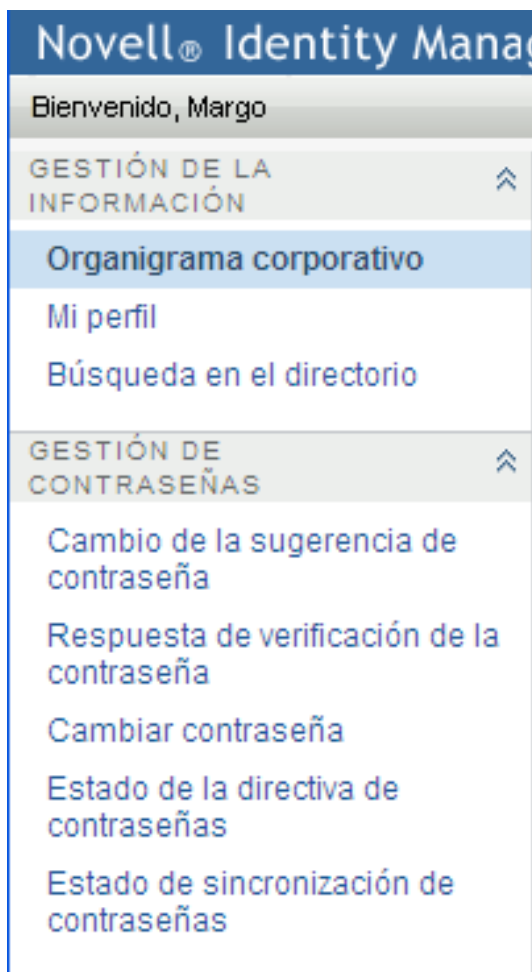 Novell® Identity Mana
Bienvenido, Margo
GESTIÓN DE LA
INFORMACIÓN
Organigrama corporativo
Mi perfil
Búsqueda en el directorio
GESTIÓN DE
CONTRASEÑAS
Cambio de la sugerencia de
contraseña
Respuesta de verificación de la
contraseña
Cambiar contraseña
Estado de la directiva de
contraseñas
Estado de sincronización de
contraseñas